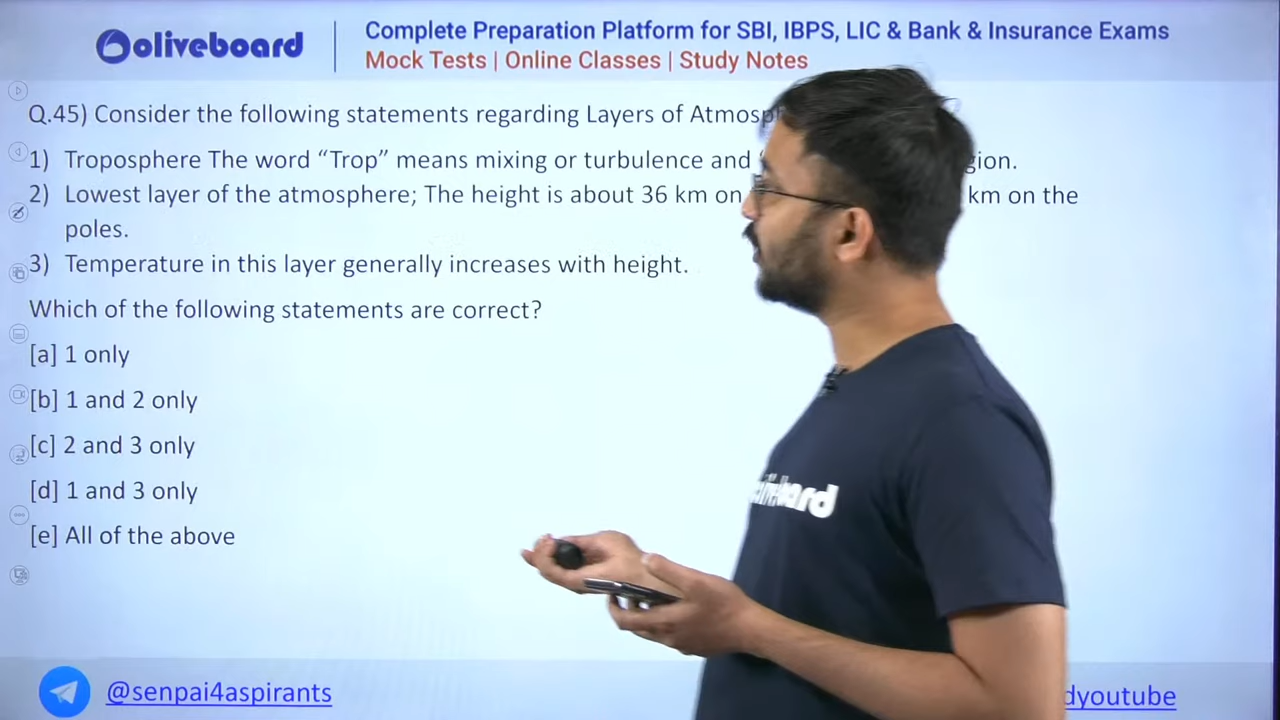 oliveboard
Complete Preparation Platform for SBI, IBPS, LIC & Bank & Insurance Exams
Mock Tests | Online Classes | Study Notes
Q.45) Consider the following statements regarding Layers of
1) Troposphere The word “Trop” means mixing or turbulence and
2) Lowest layer of the atmosphere; The height is about 36 km on km on the
poles.
3) Temperature in this layer generally increases with height.
Which of the following statements are correct?
[a] 1 only
[b] 1 and 2 only
[c] 2 and 3 only
[d] 1 and 3 only
[e] All of the above
@senpai4aspirants